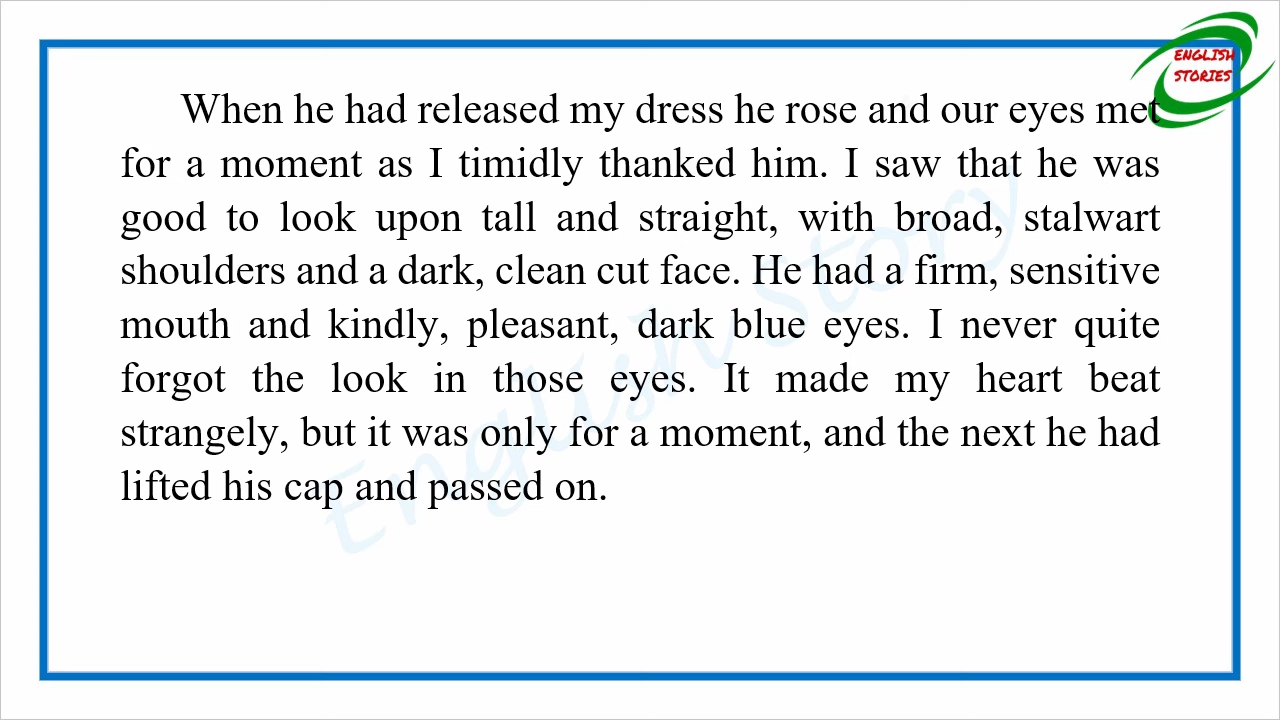 ENGLISH
STORIES
When he had released my dress he rose and our eyes met
for a moment as I timidly thanked him. I saw that he was
good to look upon tall and straight, with broad, stalwart
shoulders and a dark, clean cut face. He had a firm, sensitive
mouth and kindly, pleasant, dark blue eyes. I never quite
forgot the look in those eyes. It made my heart beat
strangely, but it was only for a moment, and the next he had
lifted his cap and passed on.
English Story